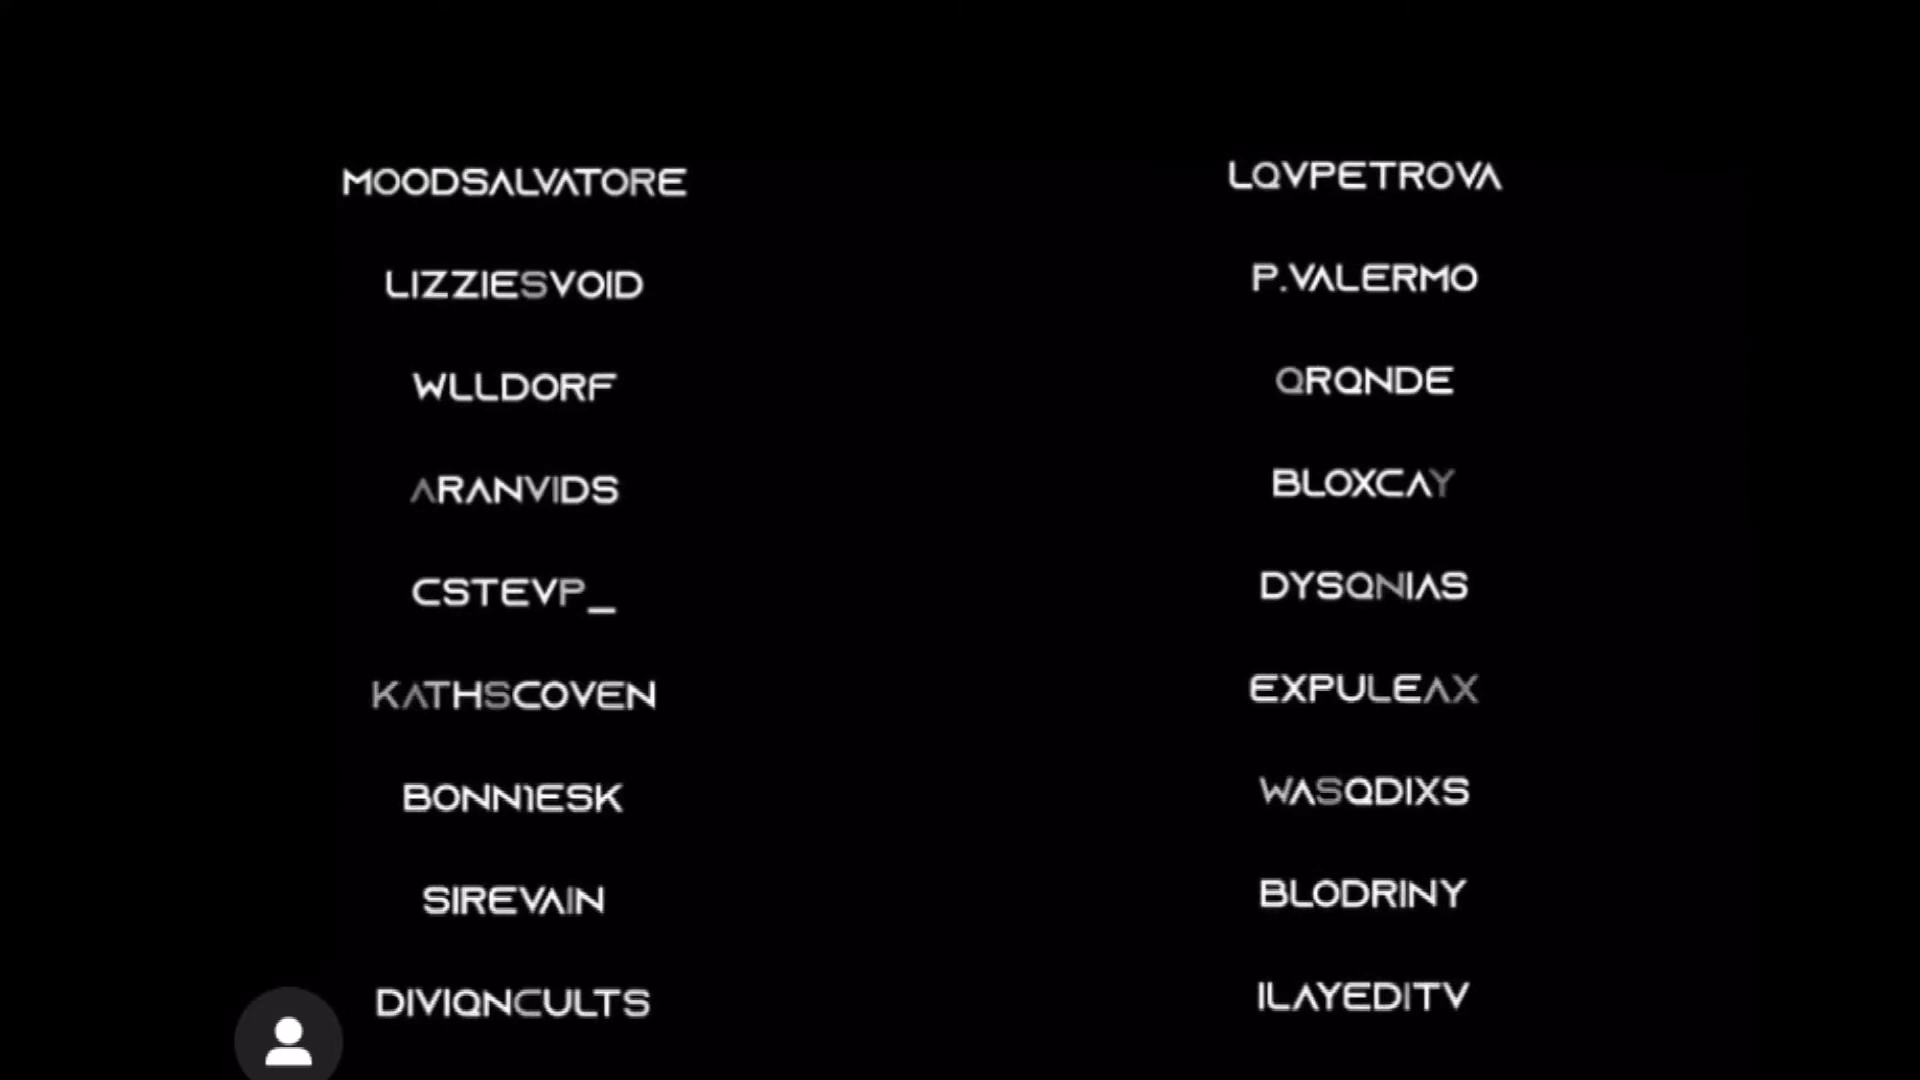 MOODSALVATORE
LIZZIESVOID
WLLDORF
ARANVIDS
CSTEVP_
KATHSCOVEN
BONN1ESK
SIREVAIN
DIVIQNCULTS
LQVPETROVA
P.VALERMO
QRQNDE
BLOXCAY
DYSQNIAS
EXPULEAX
WASQDIXS
BLODRINY
ILAYEDITV